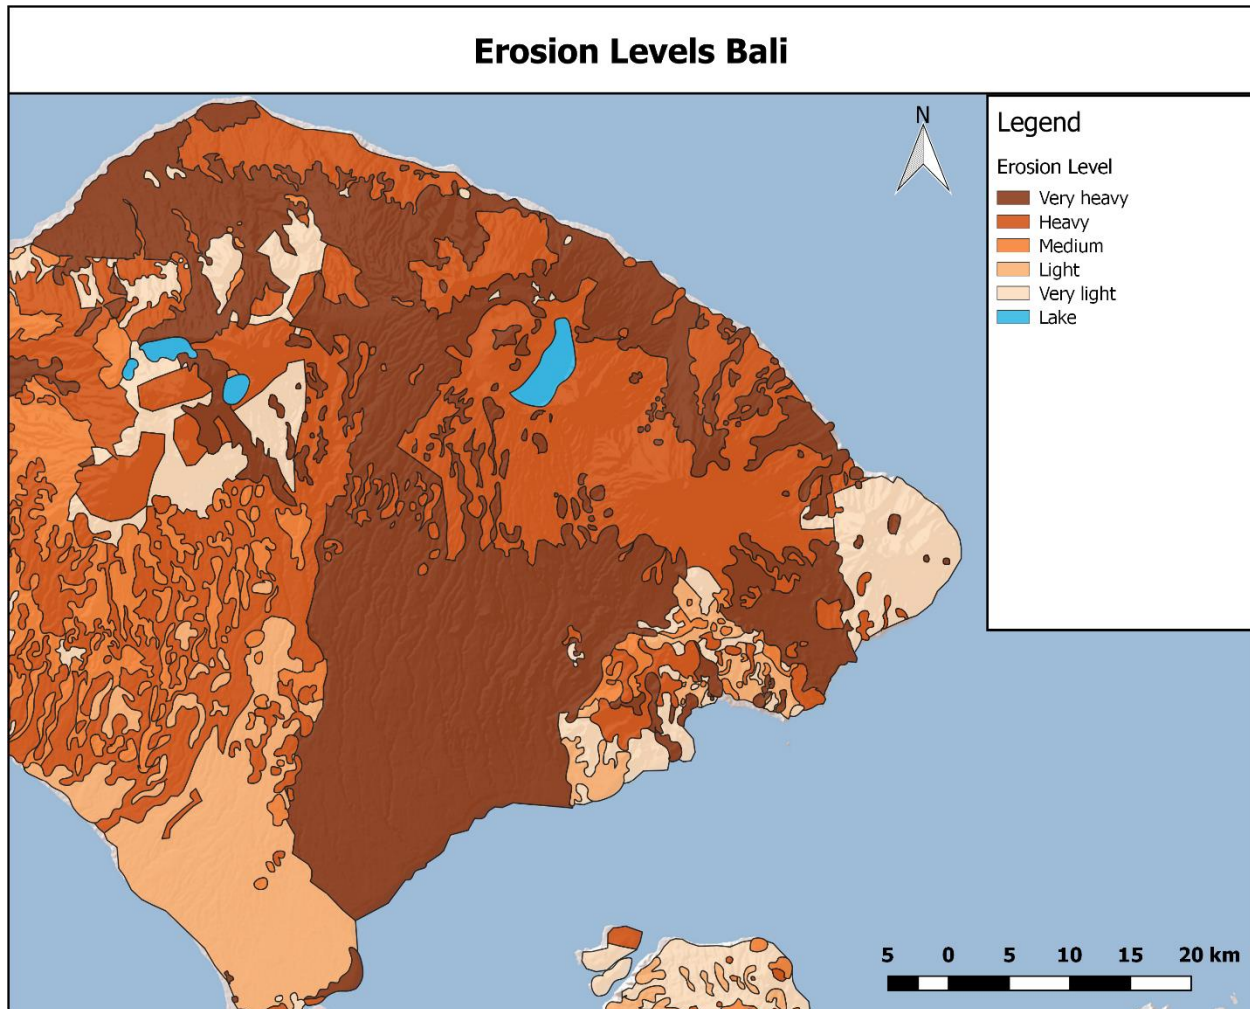 Erosion Levels Bali
N
Legend
Erosion Level
Very heavy
Heavy
Medium
Light
Very light
Lake
5 0 5 10 15 20 km